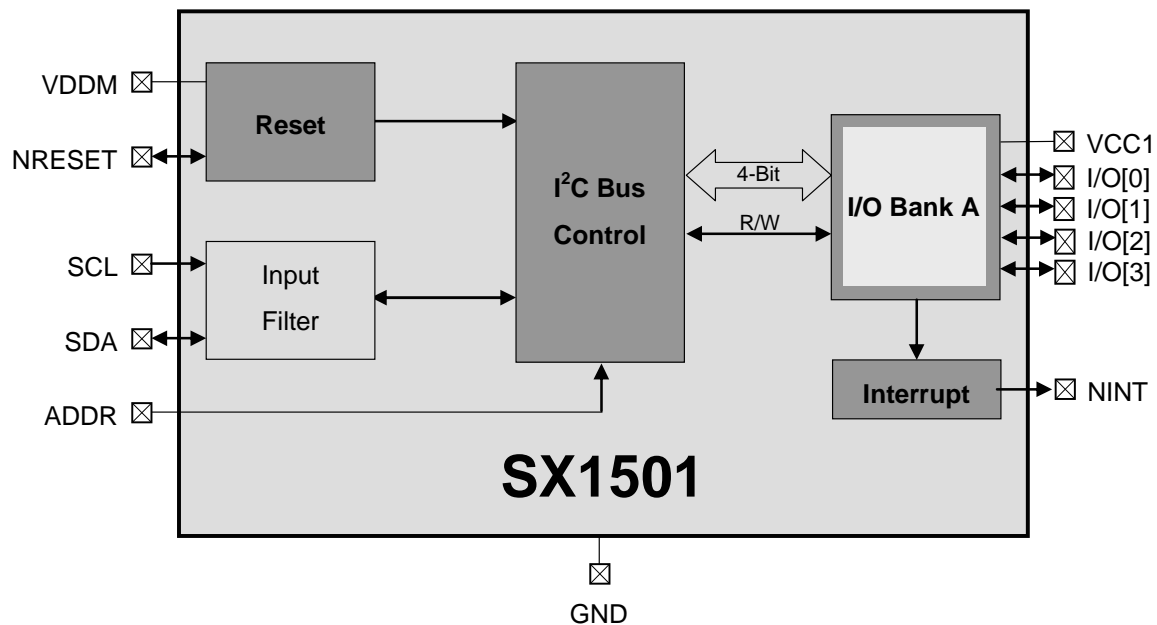 VDDM
NRESET
SCL
SDA
ADDR
Reset
Input
Filter
I²C Bus
Control
4-Bit
R/W
I/O Bank A
Interrupt
VCC1
I/O[0]
I/O[1]
I/O[2]
I/O[3]
NINT
SX1501
GND